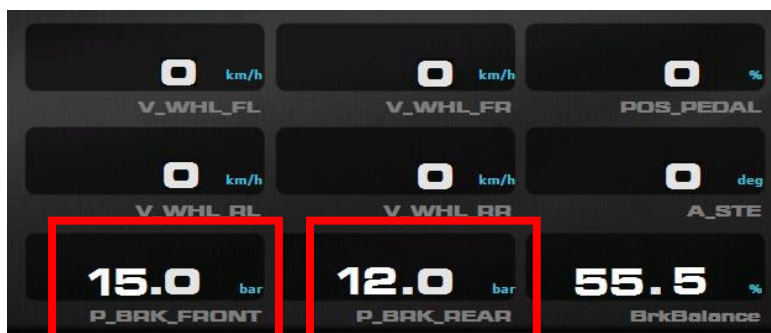 0 km/h 0 km/h 0 %
V_WHL_FL V_WHL_FR POS_PEDAL
0 km/h 0 km/h 0 deg
V_WHL_RL V_WHL_RR A_STE
15.0 bar 12.0 bar 55.5 %
P_BRK_FRONT P_BRK_REAR BrkBalance